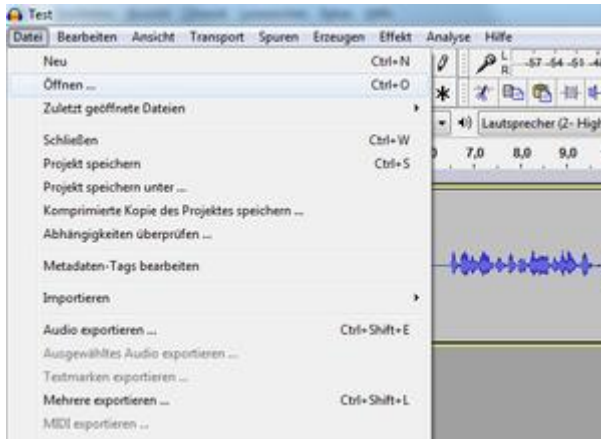 Test
Datei Bearbeiten Ansicht Transport Spuren Erzeugen Effekt Analyse Hilfe
Neu Ctrl+N
Öffnen ... Ctrl+O
Zuletzt geöffnete Dateien
Schließen Ctrl+W
Projekt speichern Ctrl+S
Projekt speichern unter ...
Komprimierte Kopie des Projektes speichern ...
Abhängigkeiten überprüfen ...
Metadaten-Tags bearbeiten
Importieren
Audio exportieren ... Ctrl+Shift+E
Ausgewähltes Audio exportieren ...
Textmarken exportieren ...
Mehrere exportieren ... Ctrl+Shift+L
MIDI exportieren ...
L
R
-57 -54 -51
Lautsprecher (2- High
7,0 8,0 9,0